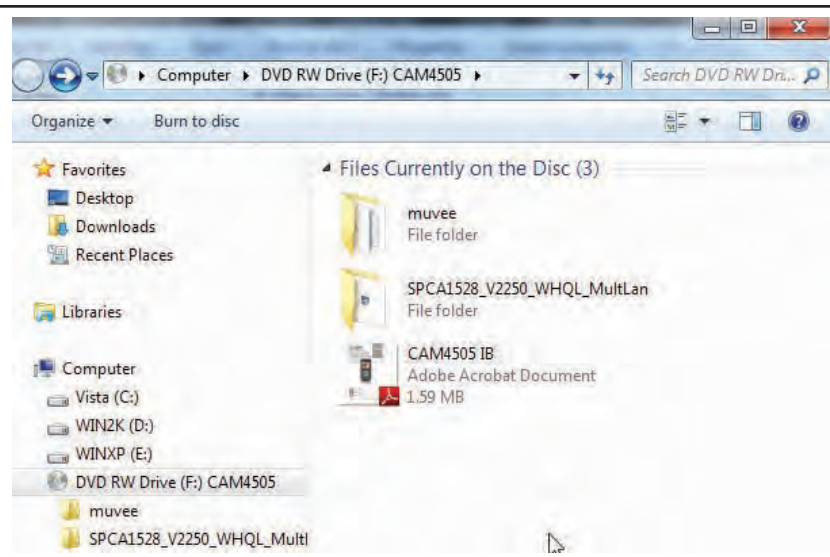 Computer DVD RW Drive (F:) CAM4505 Search DVD RW Dri...
Organize Burn to disc
Favorites
Desktop
Downloads
Recent Places
Libraries
Computer
Vista (C:)
WIN2K (D:)
WINXP (E:)
DVD RW Drive (F:) CAM4505
muvee
SPCA1528_V2250_WHQL_Multl
Files Currently on the Disc (3)
muvee
File folder
SPCA1528_V2250_WHQL_MultLan
File folder
CAM4505 IB
Adobe Acrobat Document
1.59 MB